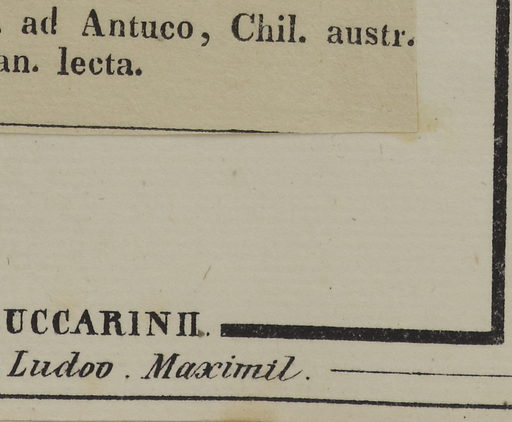 . ad Antuco, Chil. austr.
an. lecta.
UCCARINII.
Ludov. Maximil.